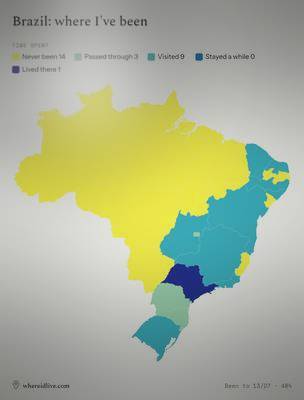 Brazil: where I've been
TIME SPENT
Never been 14 Passed through 3 Visited 9 Stayed a while 0
Lived there 1
whereidlive.com
Been to 13/27 · 48%